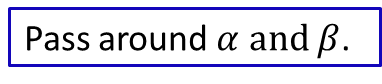 Pass around α and β.